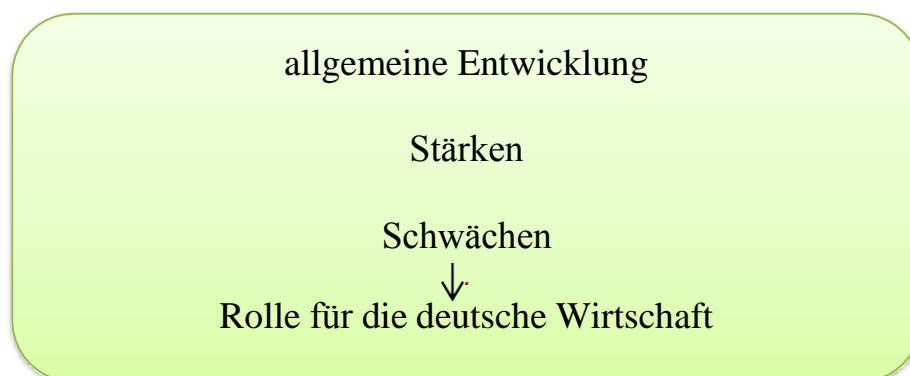 allgemeine Entwicklung
Stärken
Schwächen
Rolle für die deutsche Wirtschaft